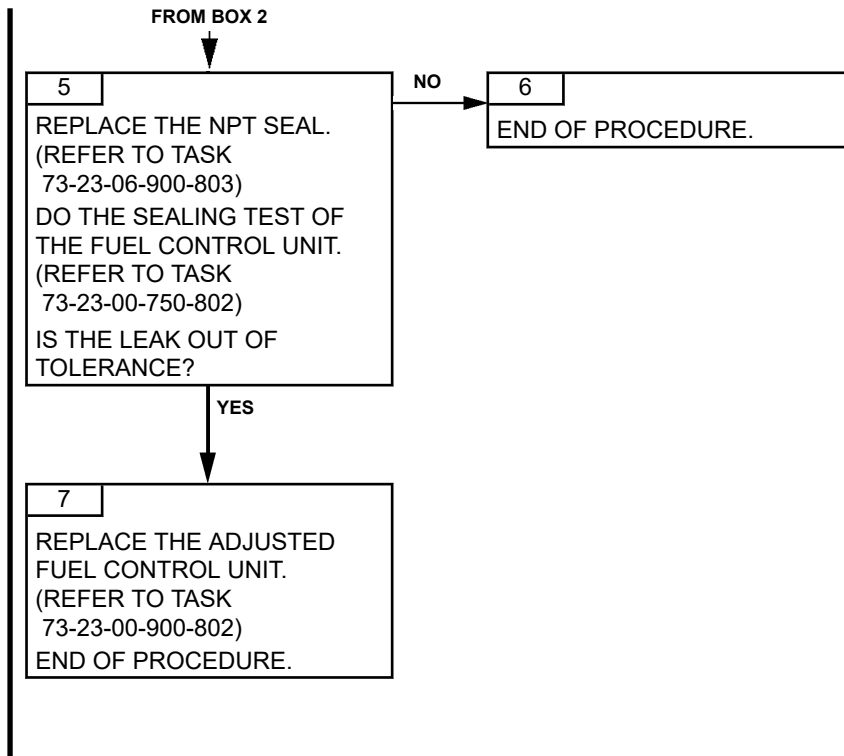 FROM BOX 2
5
REPLACE THE NPT SEAL.
(REFER TO TASK
73-23-06-900-803)
DO THE SEALING TEST OF
THE FUEL CONTROL UNIT.
(REFER TO TASK
73-23-00-750-802)
IS THE LEAK OUT OF
TOLERANCE?
NO
6
END OF PROCEDURE.
YES
7
REPLACE THE ADJUSTED
FUEL CONTROL UNIT.
(REFER TO TASK
73-23-00-900-802)
END OF PROCEDURE.